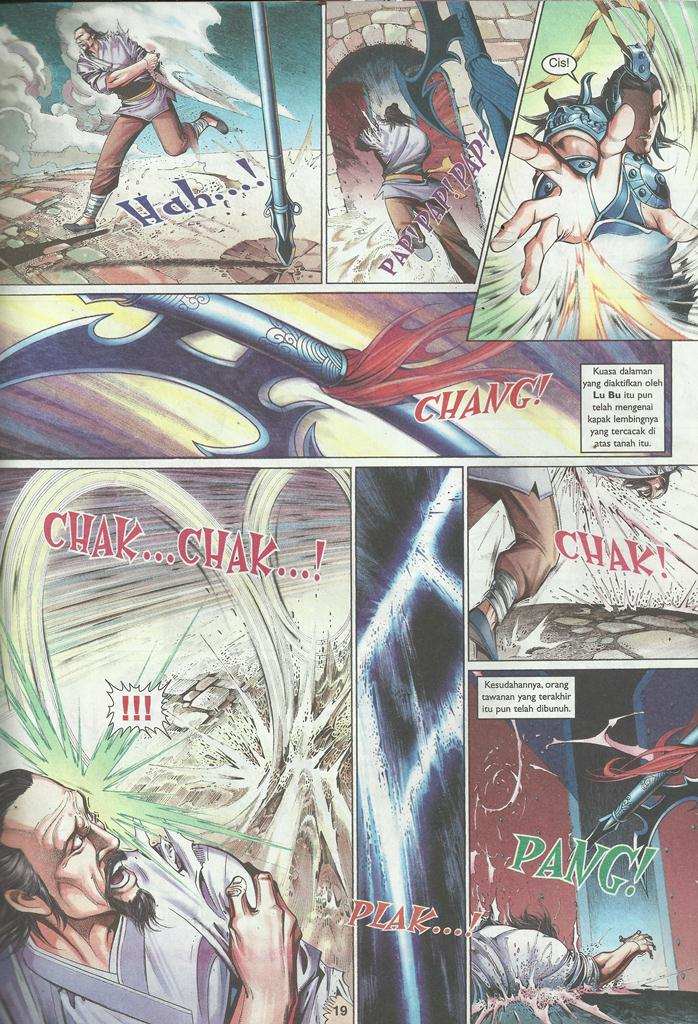 Hah....!
PAP! PAP! PAP!
Cis!
CHANG!
Kuasa dalaman
yang diaktifkan oleh
Lu Bu itu pun
telah mengenai
kapak lembingnya
yang tercacak di
atas tanah itu.
CHAK...CHAK....!
!!!
PLAK....!
CHAK!
Kesudahannya, orang
tawanan yang terakhir
itu pun telah dibunuh.
PANG!
19